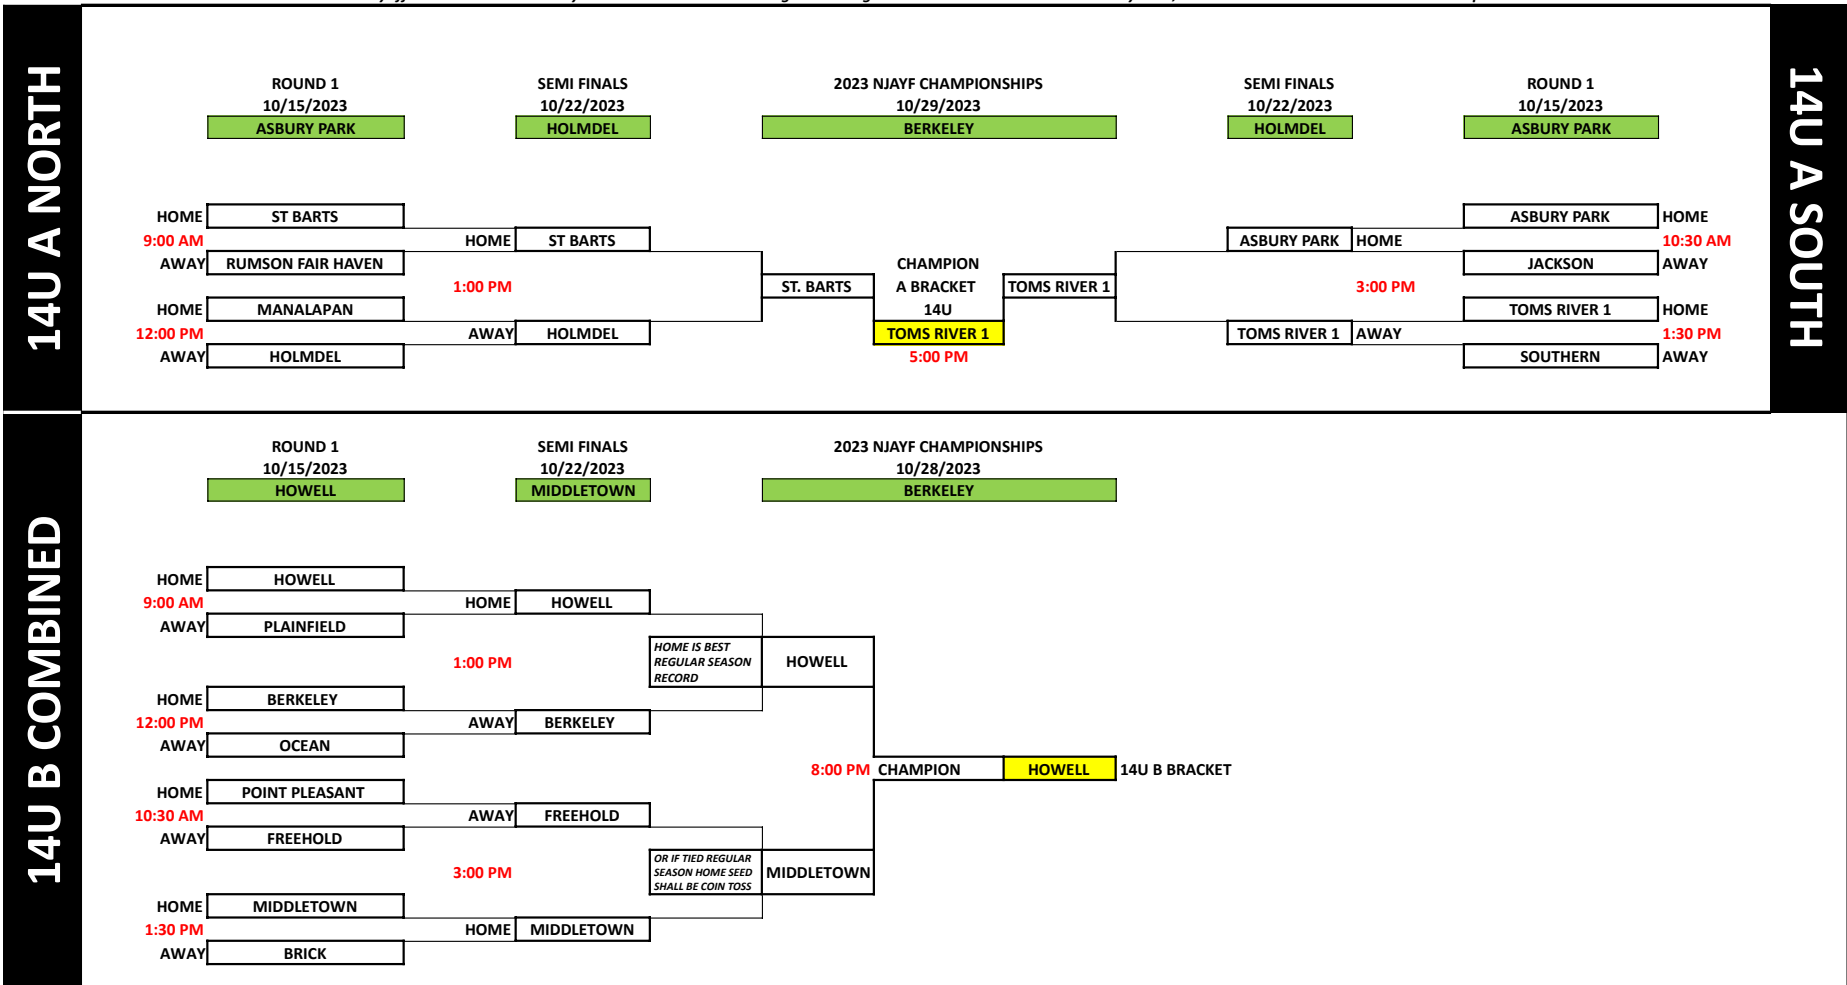 14U A NORTH
ROUND 1 SEMI FINALS 2023 NJAYF CHAMPIONSHIPS SEMI FINALS ROUND 1
10/15/2023 10/22/2023 10/29/2023 10/22/2023 10/15/2023
ASBURY PARK HOLMDEL BERKELEY HOLMDEL ASBURY PARK
HOME ST BARTS ASBURY PARK HOME
9:00 AM HOME ST BARTS ASBURY PARK HOME 10:30 AM
AWAY RUMSON FAIR HAVEN CHAMPION JACKSON AWAY
1:00 PM ST. BARTS A BRACKET TOMS RIVER 1 3:00 PM
HOME MANALAPAN 14U TOMS RIVER 1 HOME
12:00 PM AWAY HOLMDEL TOMS RIVER 1 TOMS RIVER 1 AWAY 1:30 PM
AWAY HOLMDEL 5:00 PM SOUTHERN AWAY
14U A SOUTH
14U B COMBINED
ROUND 1 SEMI FINALS 2023 NJAYF CHAMPIONSHIPS
10/15/2023 10/22/2023 10/28/2023
HOWELL MIDDLETOWN BERKELEY
HOME HOWELL
9:00 AM HOME HOWELL
AWAY PLAINFIELD
HOME IS BEST
REGULAR SEASON
RECORD
1:00 PM HOWELL
HOME BERKELEY
12:00 PM AWAY BERKELEY
AWAY OCEAN
8:00 PM CHAMPION HOWELL 14U B BRACKET
HOME POINT PLEASANT
10:30 AM AWAY FREEHOLD
AWAY FREEHOLD
OR IF TIED REGULAR
SEASON HOME SEED
SHALL BE COIN TOSS
3:00 PM MIDDLETOWN
HOME MIDDLETOWN
1:30 PM HOME MIDDLETOWN
AWAY BRICK